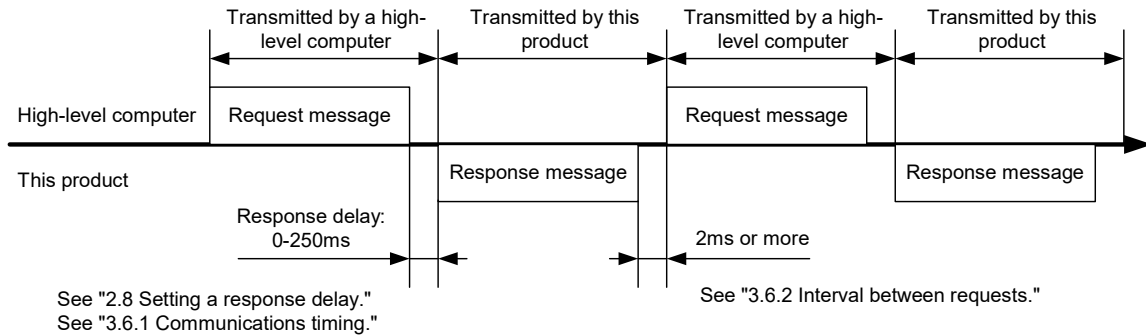 Transmitted by a high-
level computer
Transmitted by this
product
Transmitted by a high-
level computer
Transmitted by this
product
High-level computer
Request message
Request message
This product
Response message
Response message
Response delay:
0-250ms
2ms or more
See "2.8 Setting a response delay."
See "3.6.1 Communications timing."
See "3.6.2 Interval between requests."